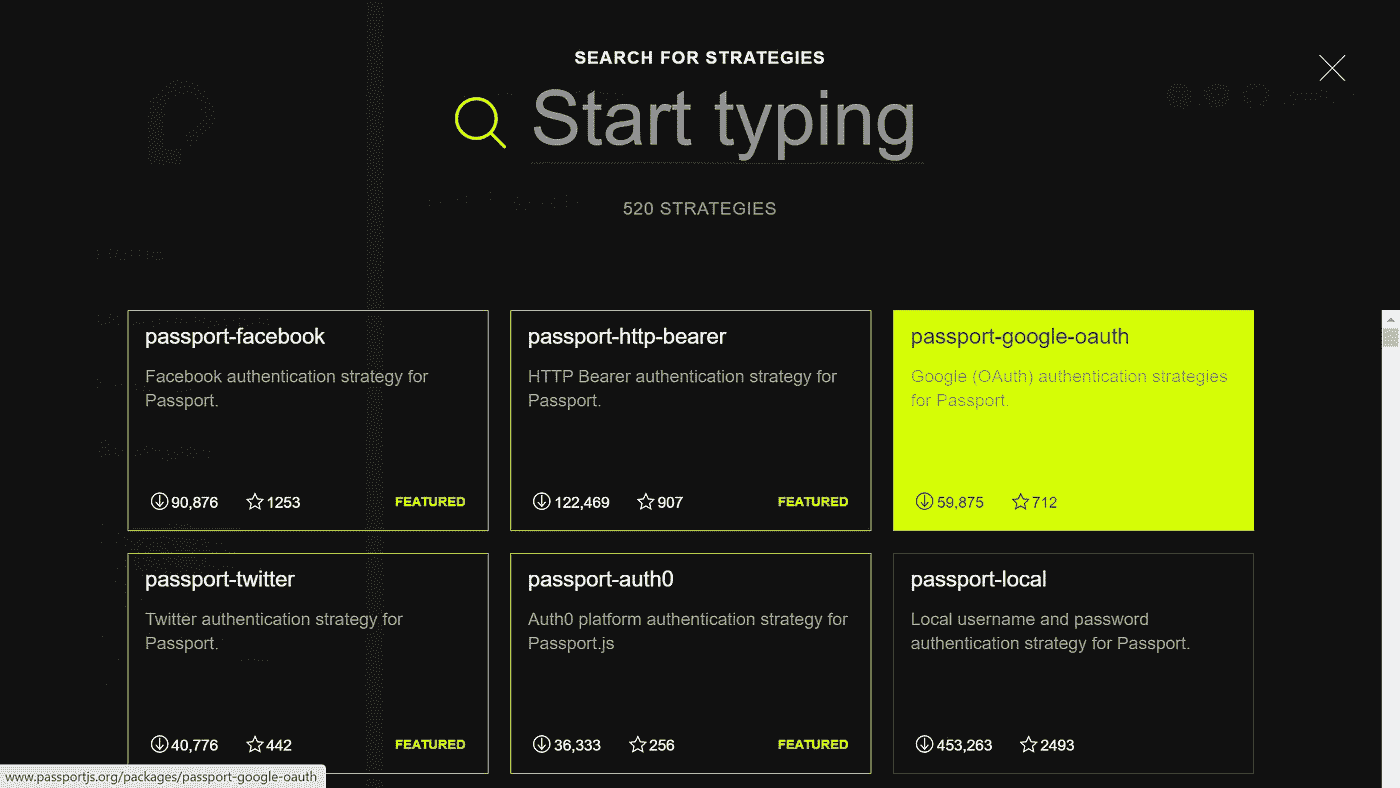 SEARCH FOR STRATEGIES
Start typing
520 STRATEGIES
passport-facebook
Facebook authentication strategy for
Passport.
90,876 1253 FEATURED
passport-http-bearer
HTTP Bearer authentication strategy for
Passport.
122,469 907 FEATURED
passport-google-oauth
Google (OAuth) authentication strategies
for Passport.
59,875 712
passport-twitter
Twitter authentication strategy for
Passport.
40,776 442 FEATURED
passport-auth0
Auth0 platform authentication strategy for
Passport.js
36,333 256 FEATURED
passport-local
Local username and password
authentication strategy for Passport.
453,263 2493
www.passportjs.org/packages/passport-google-oauth